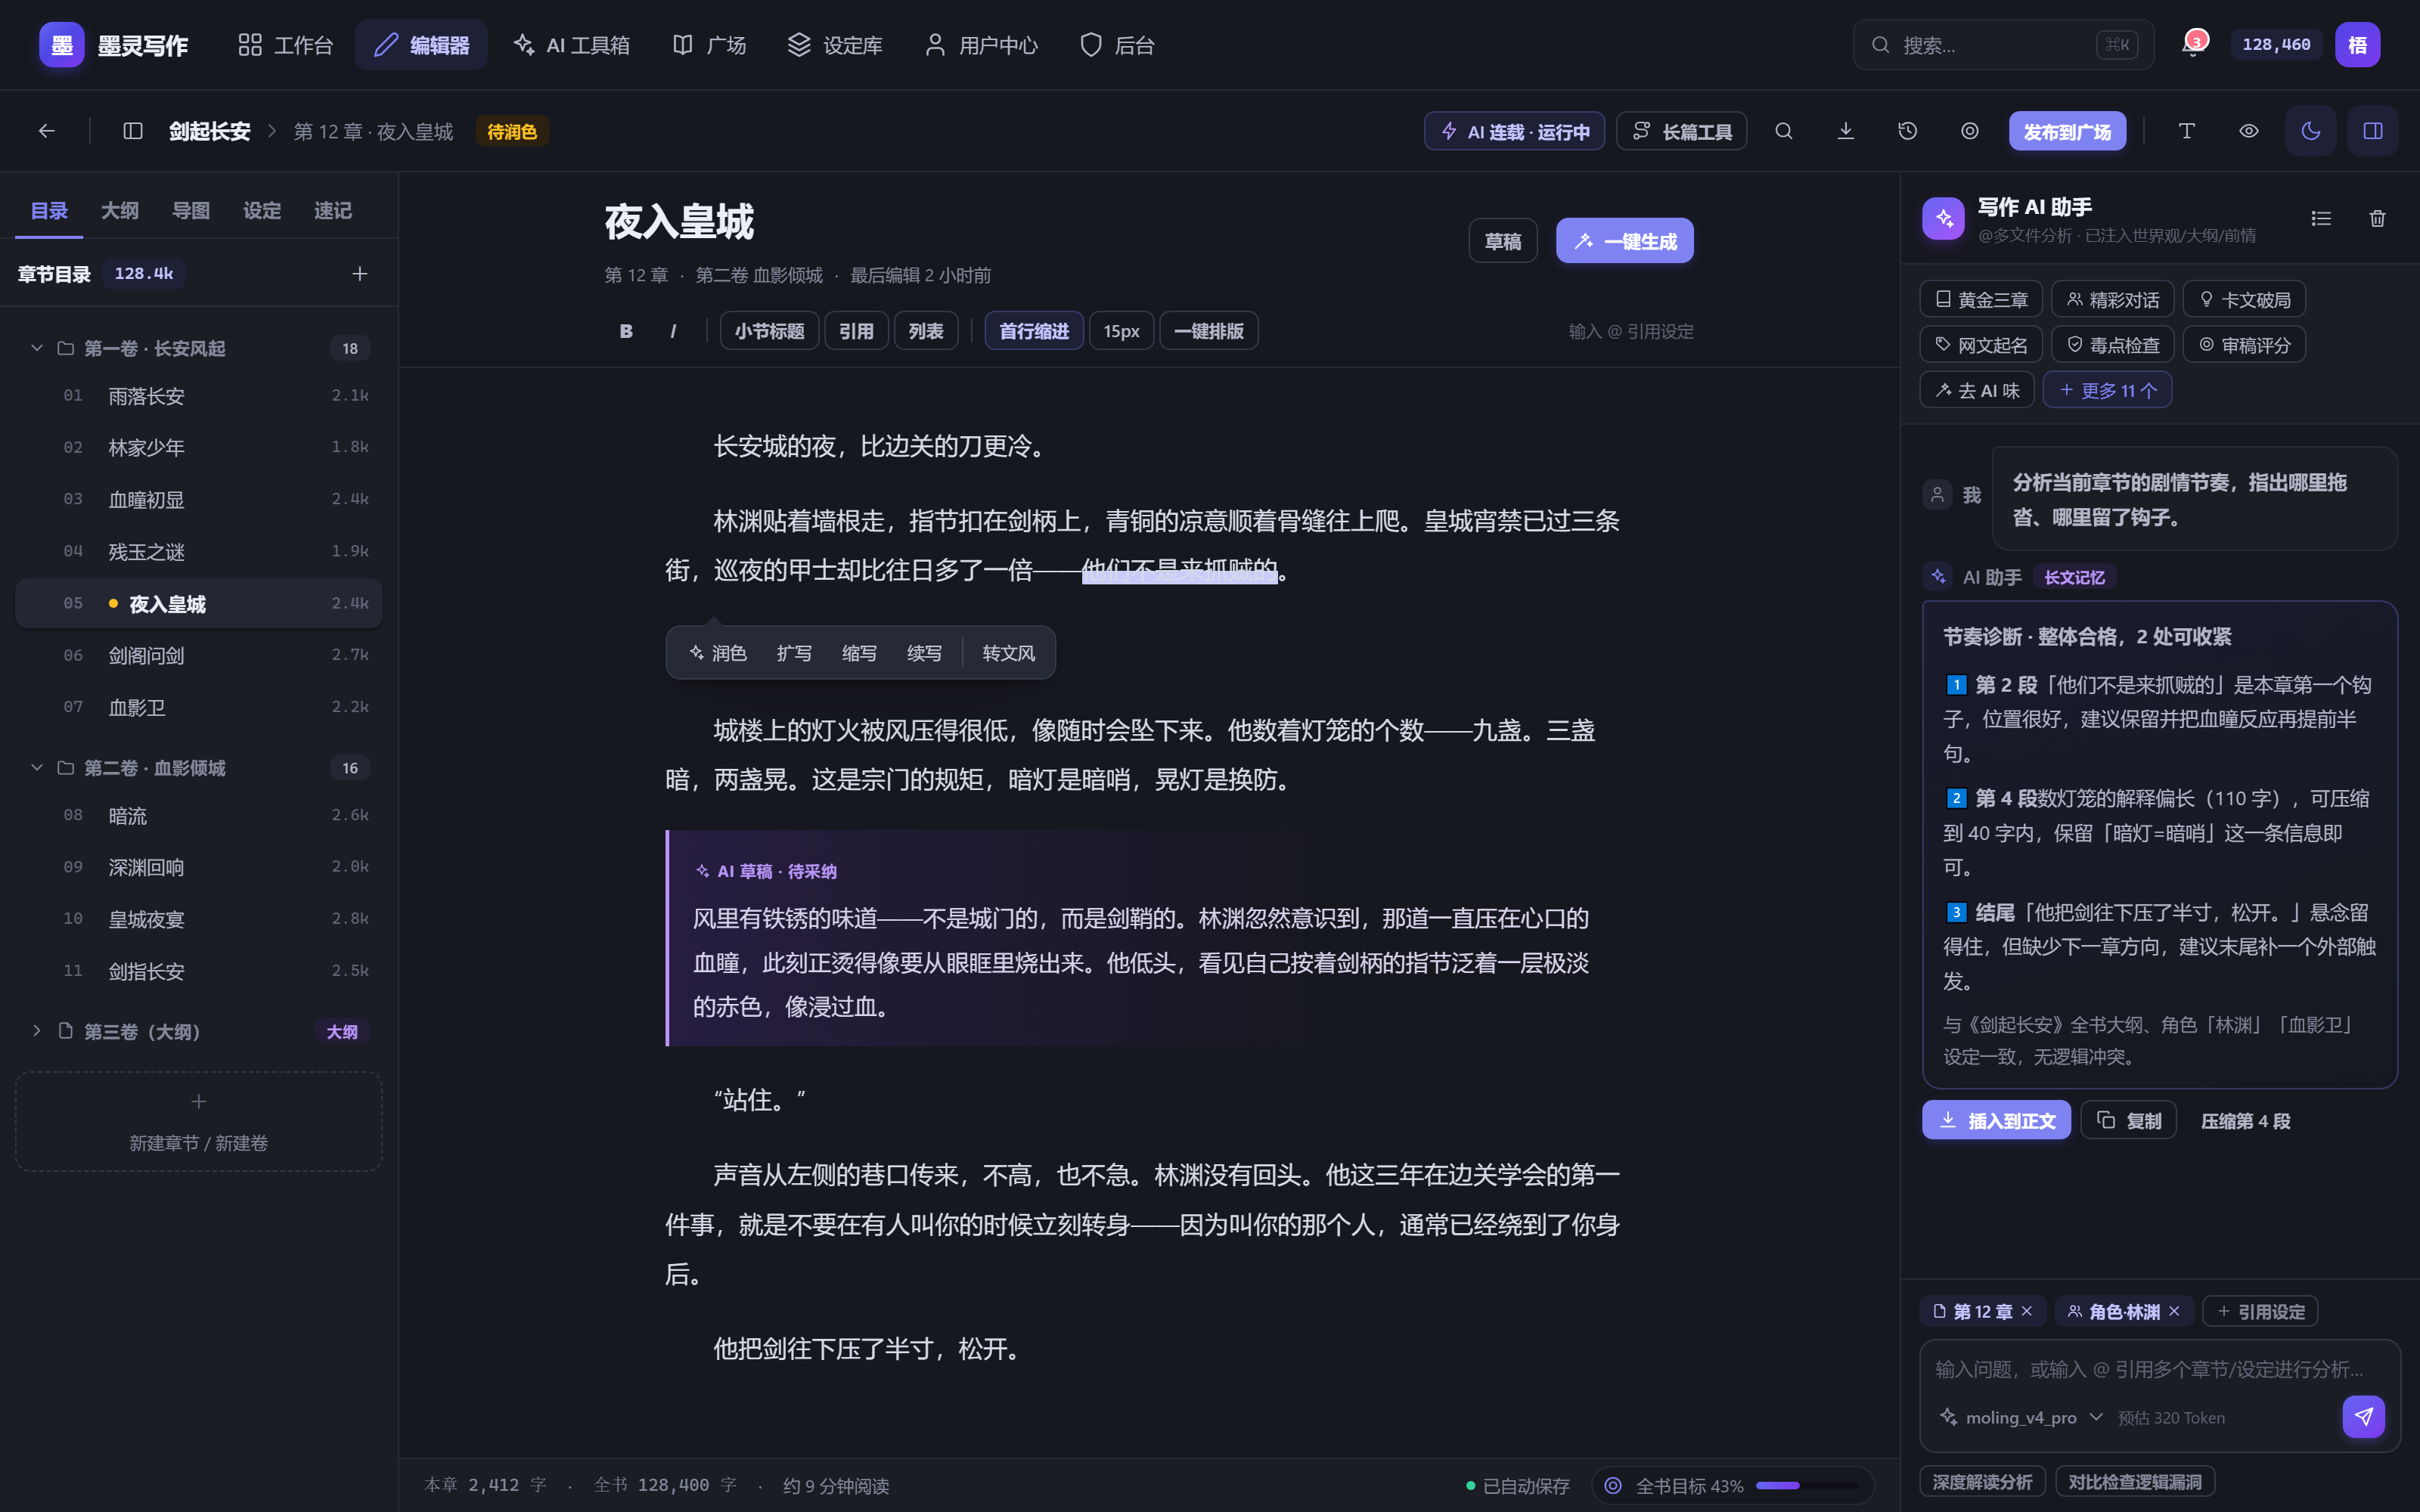 墨 墨灵写作 工作台 编辑器 AI 工具箱 广场 设定库 用户中心 后台 搜索... ⌘K 3 128,460 梧
剑起长安 第 12 章 · 夜入皇城 待润色 AI 连载 · 运行中 长篇工具 发布到广场
目录 大纲 导图 设定 速记
章节目录 128.4k
第一卷 · 长安风起 18
01 雨落长安 2.1k
02 林家少年 1.8k
03 血瞳初显 2.4k
04 残玉之谜 1.9k
05 夜入皇城 2.4k
06 剑阁问剑 2.7k
07 血影卫 2.2k
第二卷 · 血影倾城 16
08 暗流 2.6k
09 深渊回响 2.0k
10 皇城夜宴 2.8k
11 剑指长安 2.5k
第三卷（大纲） 大纲
新建章节 / 新建卷
夜入皇城
草稿 一键生成
第 12 章 · 第二卷 血影倾城 · 最后编辑 2 小时前
B I 小节标题 引用 列表 首行缩进 15px 一键排版 输入 @ 引用设定
长安城的夜，比边关的刀更冷。
林渊贴着墙根走，指节扣在剑柄上，青铜的凉意顺着骨缝往上爬。皇城宵禁已过三条
街，巡夜的甲士却比往日多了一倍——他们不是来抓贼的。
润色 扩写 缩写 续写 转文风
城楼上的灯火被风压得很低，像随时会坠下来。他数着灯笼的个数——九盏。三盏
暗，两盏晃。这是宗门的规矩，暗灯是暗哨，晃灯是换防。
AI 草稿 · 待采纳
风里有铁锈的味道——不是城门的，而是剑鞘的。林渊忽然意识到，那道一直压在心口的
血瞳，此刻正烫得像要从眼眶里烧出来。他低头，看见自己按着剑柄的指节泛着一层极淡
的赤色，像浸过血。
“站住。”
声音从左侧的巷口传来，不高，也不急。林渊没有回头。他这三年在边关学会的第一
件事，就是不要在有人叫你的时候立刻转身——因为叫你的那个人，通常已经绕到了你身
后。
他把剑往下压了半寸，松开。
本章 2,412 字 · 全书 128,400 字 · 约 9 分钟阅读 已自动保存 全书目标 43%
写作 AI 助手
@多文件分析 · 已注入世界观/大纲/前情
黄金三章 精彩对话 卡文破局
网文起名 毒点检查 审稿评分
去 AI 味 更多 11 个
我
分析当前章节的剧情节奏，指出哪里拖
沓、哪里留了钩子。
AI 助手 长文记忆
节奏诊断 · 整体合格，2 处可收紧
1 第 2 段「他们不是来抓贼的」是本章第一个钩
子，位置很好，建议保留并把血瞳反应再提前半
句。
2 第 4 段数灯笼的解释偏长（110 字），可压缩
到 40 字内，保留「暗灯=暗哨」这一条信息即
可。
3 结尾「他把剑往下压了半寸，松开。」悬念留
得住，但缺少下一章方向，建议末尾补一个外部触
发。
与《剑起长安》全书大纲、角色「林渊」「血影卫」
设定一致，无逻辑冲突。
插入到正文 复制 压缩第 4 段
第 12 章 角色·林渊 引用设定
输入问题，或输入 @ 引用多个章节/设定进行分析...
moling_v4_pro 预估 320 Token
深度解读分析 对比检查逻辑漏洞